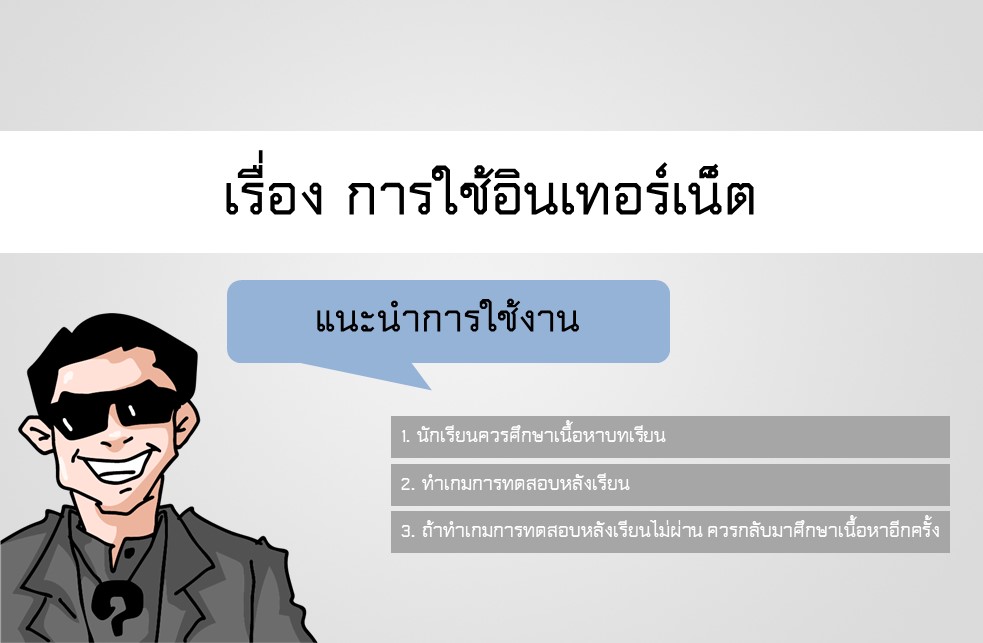 เรื่อง การใช้อินเทอร์เน็ต
แนะนำการใช้งาน
1. นักเรียนควรศึกษาเนื้อหาบทเรียน
2. ทำเกมการทดสอบหลังเรียน
3. ถ้าทำเกมการทดสอบหลังเรียนไม่ผ่าน ควรกลับมาศึกษาเนื้อหาอีกครั้ง
?